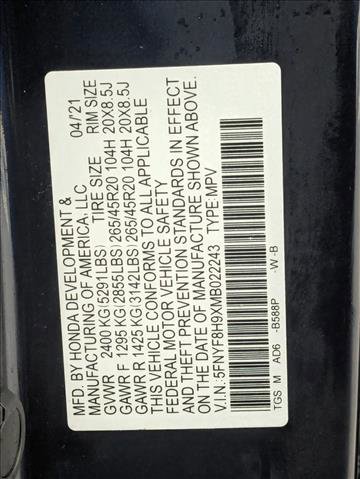 MFD. BY HONDA DEVELOPMENT &
MANUFACTURING OF AMERICA, LLC 04/'21
TIRE SIZE RIM SIZE
GVWR 2400 KG(5291LBS)
GAWR F 1295 KG(2855LBS) 265/45R20 104H 20X8.5J
GAWR R 1425 KG(3142LBS) 265/45R20 104H 20X8.5J
THIS VEHICLE CONFORMS TO ALL APPLICABLE
FEDERAL MOTOR VEHICLE SAFETY
AND THEFT PREVENTION STANDARDS IN EFFECT
ON THE DATE OF MANUFACTURE SHOWN ABOVE.
V.I.N.:5FNYF8H9XMB022243 TYPE:MPV
TGS M AD6 -B588P -W-B